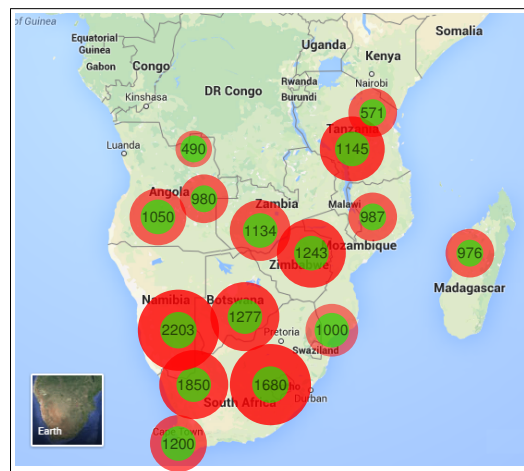 of Guinea
Somalia
Equatorial
Guinea
Uganda
Kenya
Gabon
Congo
Nairobi
Rwanda
DR Congo
Burundi
Kinshasa
571
Tanzania
1145
Luanda
490
Angola
980
1050
Zambia
Malawi
987
1134
Mozambique
1243
Zimbabwe
976
Madagascar
Namibia
Botswana
1277
2203
Pretoria
1000
Swaziland
1850
1680
Durban
South Africa
Earth
Cape Town
1200